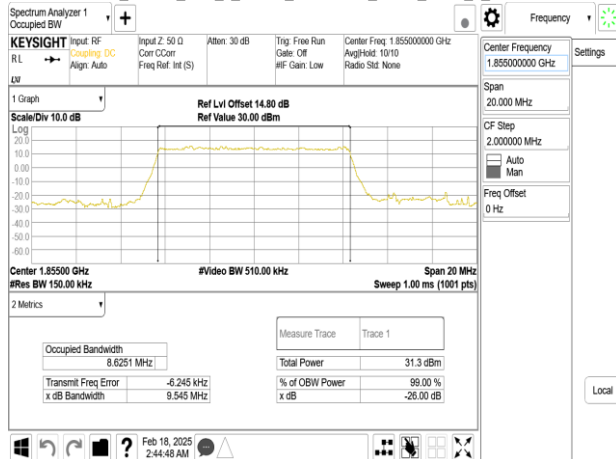 Spectrum Analyzer 1
Occupied BW
Frequency
KEYSIGHT
Input: RF
Coupling: DC
Align: Auto
RL
Input Z: 50 Ω
Corr CCorr
Freq Ref: Int (S)
Atten: 30 dB
Trig: Free Run
Gate: Off
#IF Gain: Low
Center Freq: 1.855000000 GHz
Avg|Hold: 10/10
Radio Std: None
Center Frequency
1.855000000 GHz
Settings
Span
20.000 MHz
CF Step
2.000000 MHz
Auto
Man
Freq Offset
0 Hz
1 Graph
Scale/Div 10.0 dB
Ref Lvl Offset 14.80 dB
Ref Value 30.00 dBm
Log
20.0
10.0
0.00
-10.0
-20.0
-30.0
-40.0
-50.0
-60.0
Center 1.85500 GHz
#Video BW 510.00 kHz
Span 20 MHz
#Res BW 150.00 kHz
Sweep 1.00 ms (1001 pts)
2 Metrics
Measure Trace
Trace 1
Occupied Bandwidth
8.6251 MHz
Total Power
31.3 dBm
Transmit Freq Error
-6.245 kHz
% of OBW Power
99.00 %
x dB Bandwidth
9.545 MHz
x dB
-26.00 dB
Local
?
Feb 18, 2025
2:44:48 AM